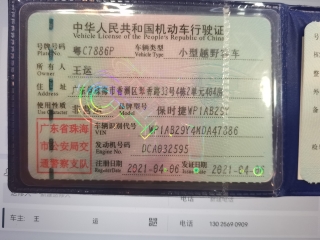 中华人民共和国机动车行驶证
Vehicle License of the People's Republic of China
号牌号码 粤C7886P 车辆类型 小型越野客车
Plate No. Vehicle Type
所有人 王运
Owner
住址
Address
使用性质 品牌型号 保时捷WP1AB29
Use Character Model
广东省珠海市公安局交通警察支队
车辆识别代号 WP1AB29Y4MDA47386
VIN
发动机号码 DCA032595
Engine No.
注册日期 2021-04-06 发证日期 2021-04
Register Date Issue Date
车主: 王 运 电话 130 2656 0909